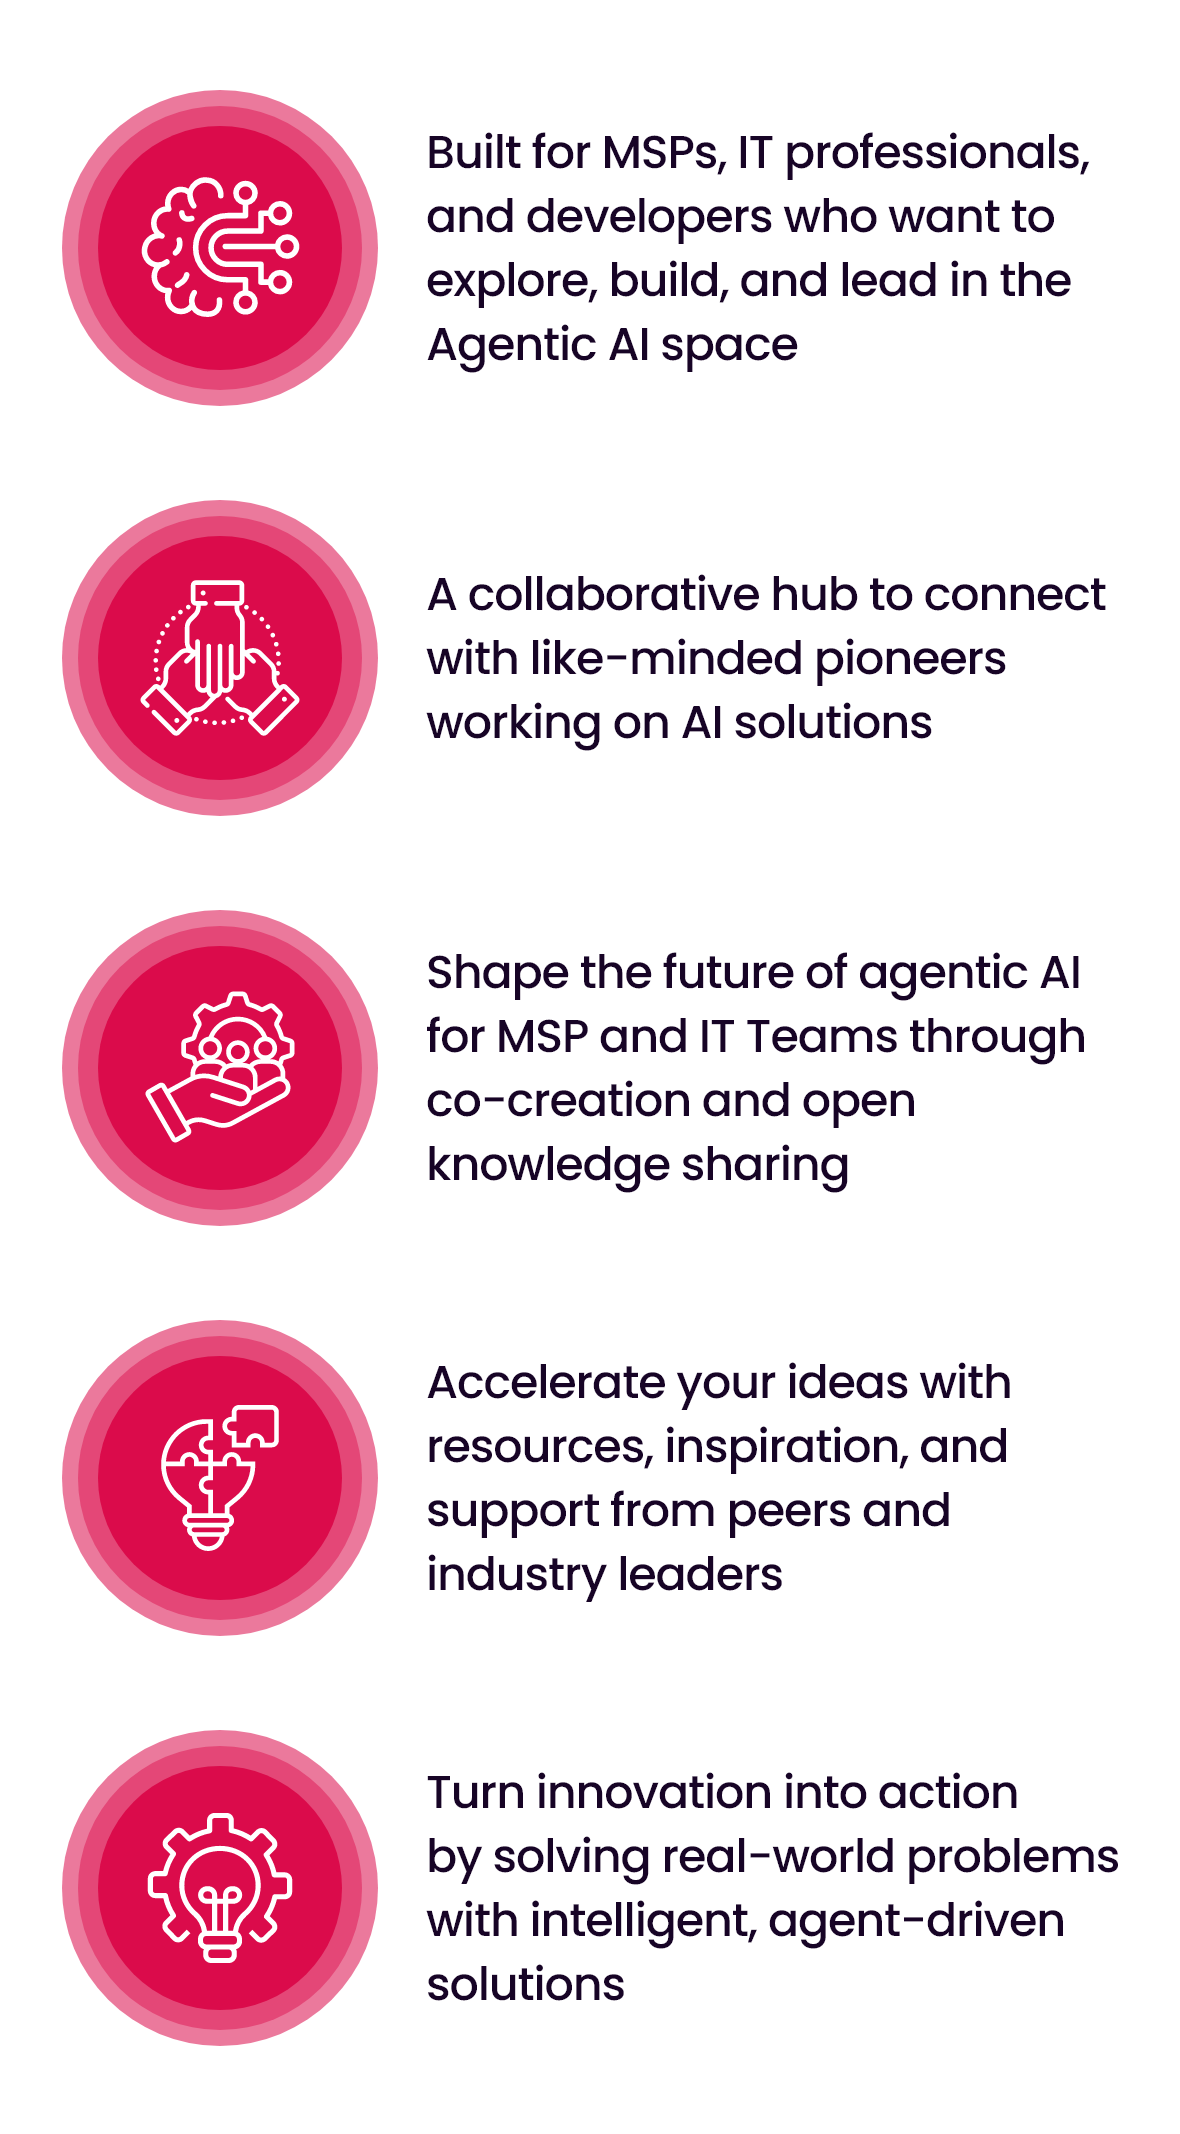 Built for MSPs, IT professionals,
and developers who want to
explore, build, and lead in the
Agentic AI space
A collaborative hub to connect
with like-minded pioneers
working on AI solutions
Shape the future of agentic AI
for MSP and IT Teams through
co-creation and open
knowledge sharing
Accelerate your ideas with
resources, inspiration, and
support from peers and
industry leaders
Turn innovation into action
by solving real-world problems
with intelligent, agent-driven
solutions